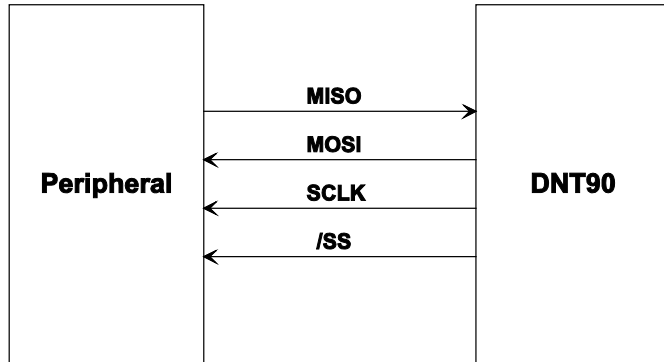 MISO
MOSI
Peripheral
DNT90
SCLK
/SS